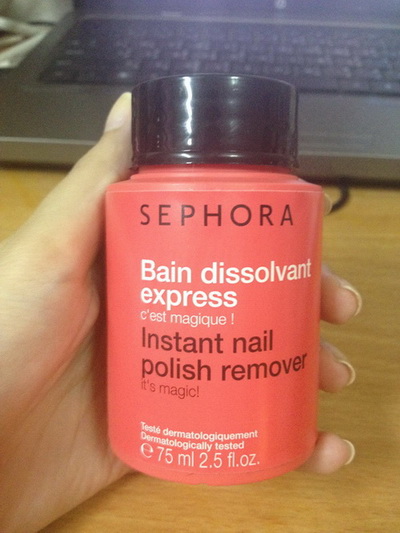 SEPHORA
Bain dissolvant
express
c'est magique !
Instant nail
polish remover
it's magic!
Testé dermatologiquement
Dermatologically tested
℮ 75 ml 2.5 fl.oz.